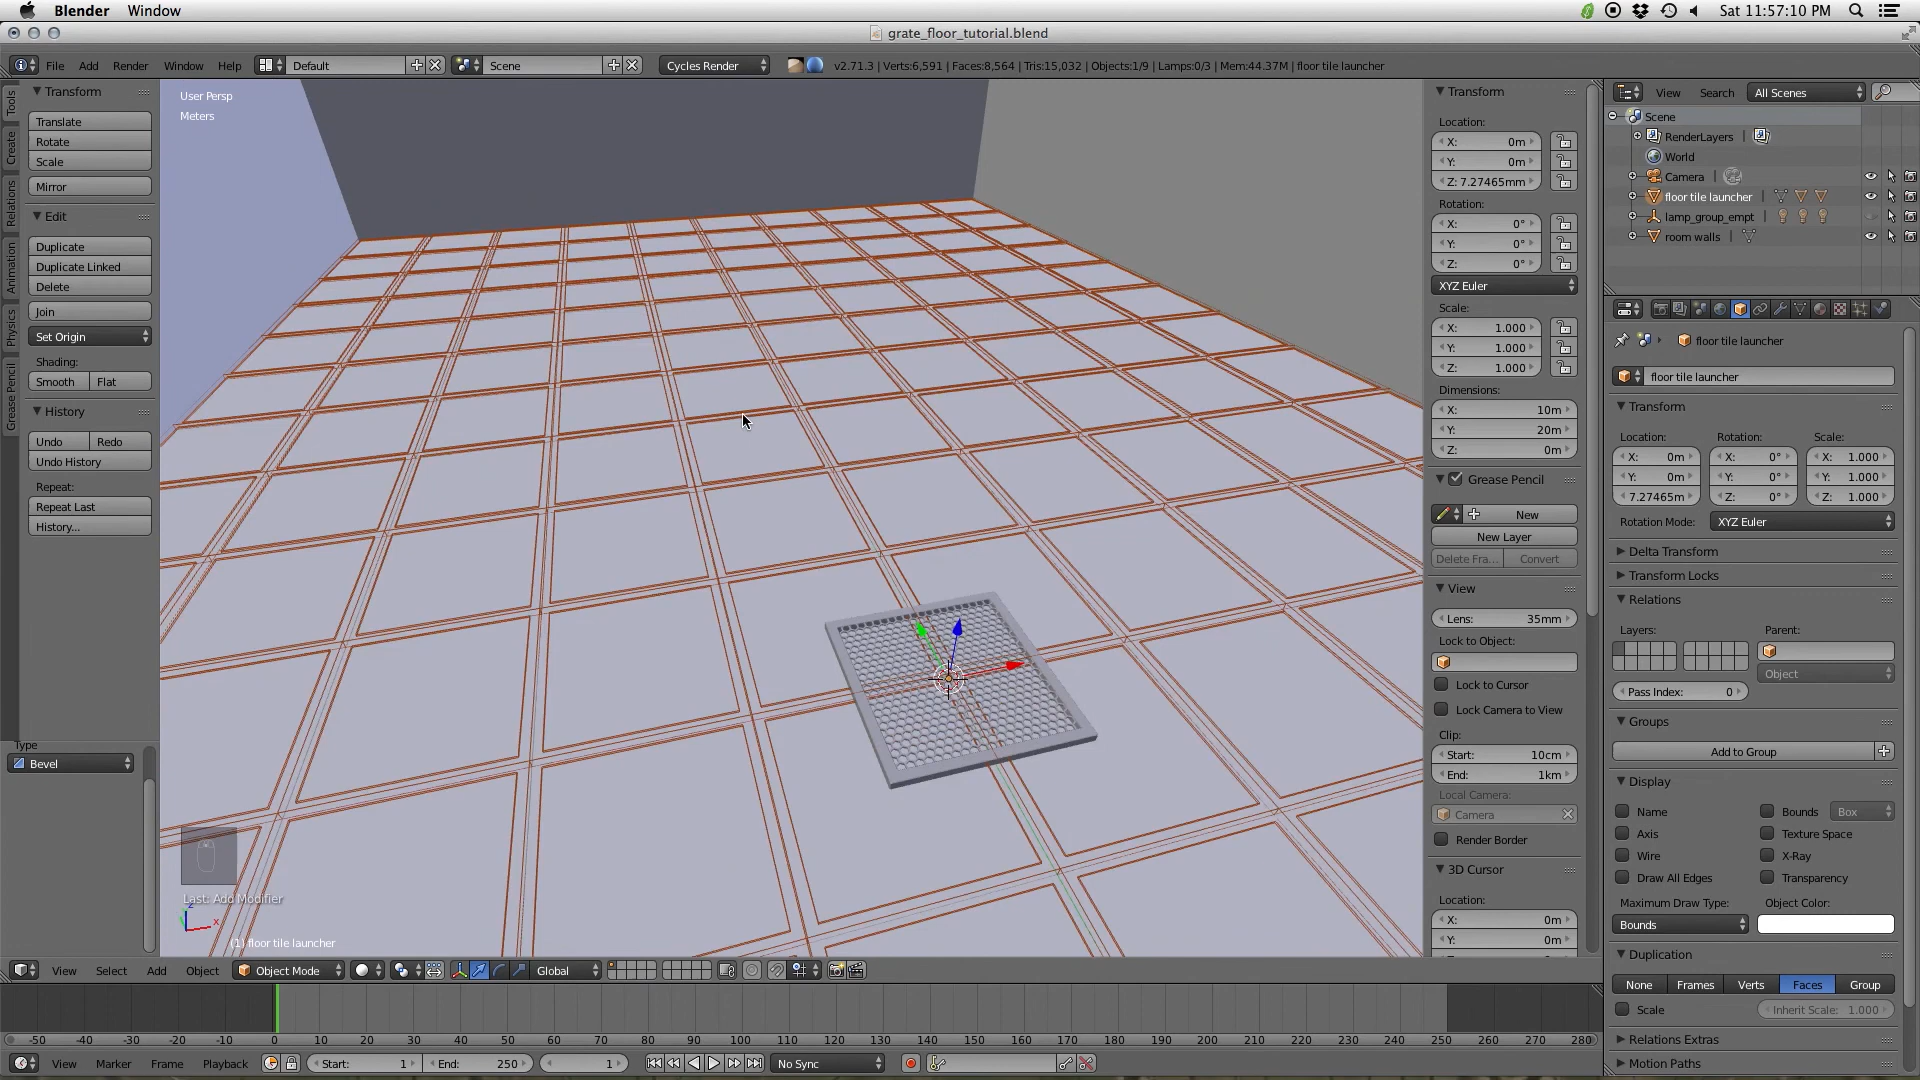 Blender Window Sat 11:57:10 PM
grate_floor_tutorial.blend
File Add Render Window Help Default Scene Cycles Render v2.71.3 | Verts:6,591 | Faces:8,564 | Tris:15,032 | Objects:1/9 | Lamps:0/3 | Mem:44.37M | floor tile launcher
Tools
Create
Relations
Animation
Physics
Grease Pencil
Transform
Translate
Rotate
Scale
Mirror
Edit
Duplicate
Duplicate Linked
Delete
Join
Set Origin
Shading:
Smooth Flat
History
Undo Redo
Undo History
Repeat:
Repeat Last
History...
Type
Bevel
User Persp
Meters
Last: Add Modifier
z
x
(1) floor tile launcher
Transform
Location:
X: 0m
Y: 0m
Z: 7.27465mm
Rotation:
X: 0°
Y: 0°
Z: 0°
XYZ Euler
Scale:
X: 1.000
Y: 1.000
Z: 1.000
Dimensions:
X: 10m
Y: 20m
Z: 0m
Grease Pencil
New
New Layer
Delete Fra... Convert
View
Lens: 35mm
Lock to Object:
Lock to Cursor
Lock Camera to View
Clip:
Start: 10cm
End: 1km
Local Camera:
Camera
Render Border
3D Cursor
Location:
X: 0m
Y: 0m
View Search All Scenes
Scene
RenderLayers
World
Camera
floor tile launcher
lamp_group_empt
room walls
floor tile launcher
floor tile launcher
Transform
Location: Rotation: Scale:
X: 0m X: 0° X: 1.000
Y: 0m Y: 0° Y: 1.000
7.27465m Z: 0° Z: 1.000
Rotation Mode: XYZ Euler
Delta Transform
Transform Locks
Relations
Layers: Parent:
Object
Pass Index: 0
Groups
Add to Group
Display
Name Bounds Box
Axis Texture Space
Wire X-Ray
Draw All Edges Transparency
Maximum Draw Type: Object Color:
Bounds
Duplication
None Frames Verts Faces Group
Scale Inherit Scale: 1.000
Relations Extras
Motion Paths
View Select Add Object Object Mode Global
-50 -40 -30 -20 -10 0 10 20 30 40 50 60 70 80 90 100 110 120 130 140 150 160 170 180 190 200 210 220 230 240 250 260 270 280
View Marker Frame Playback Start: 1 End: 250 1 No Sync